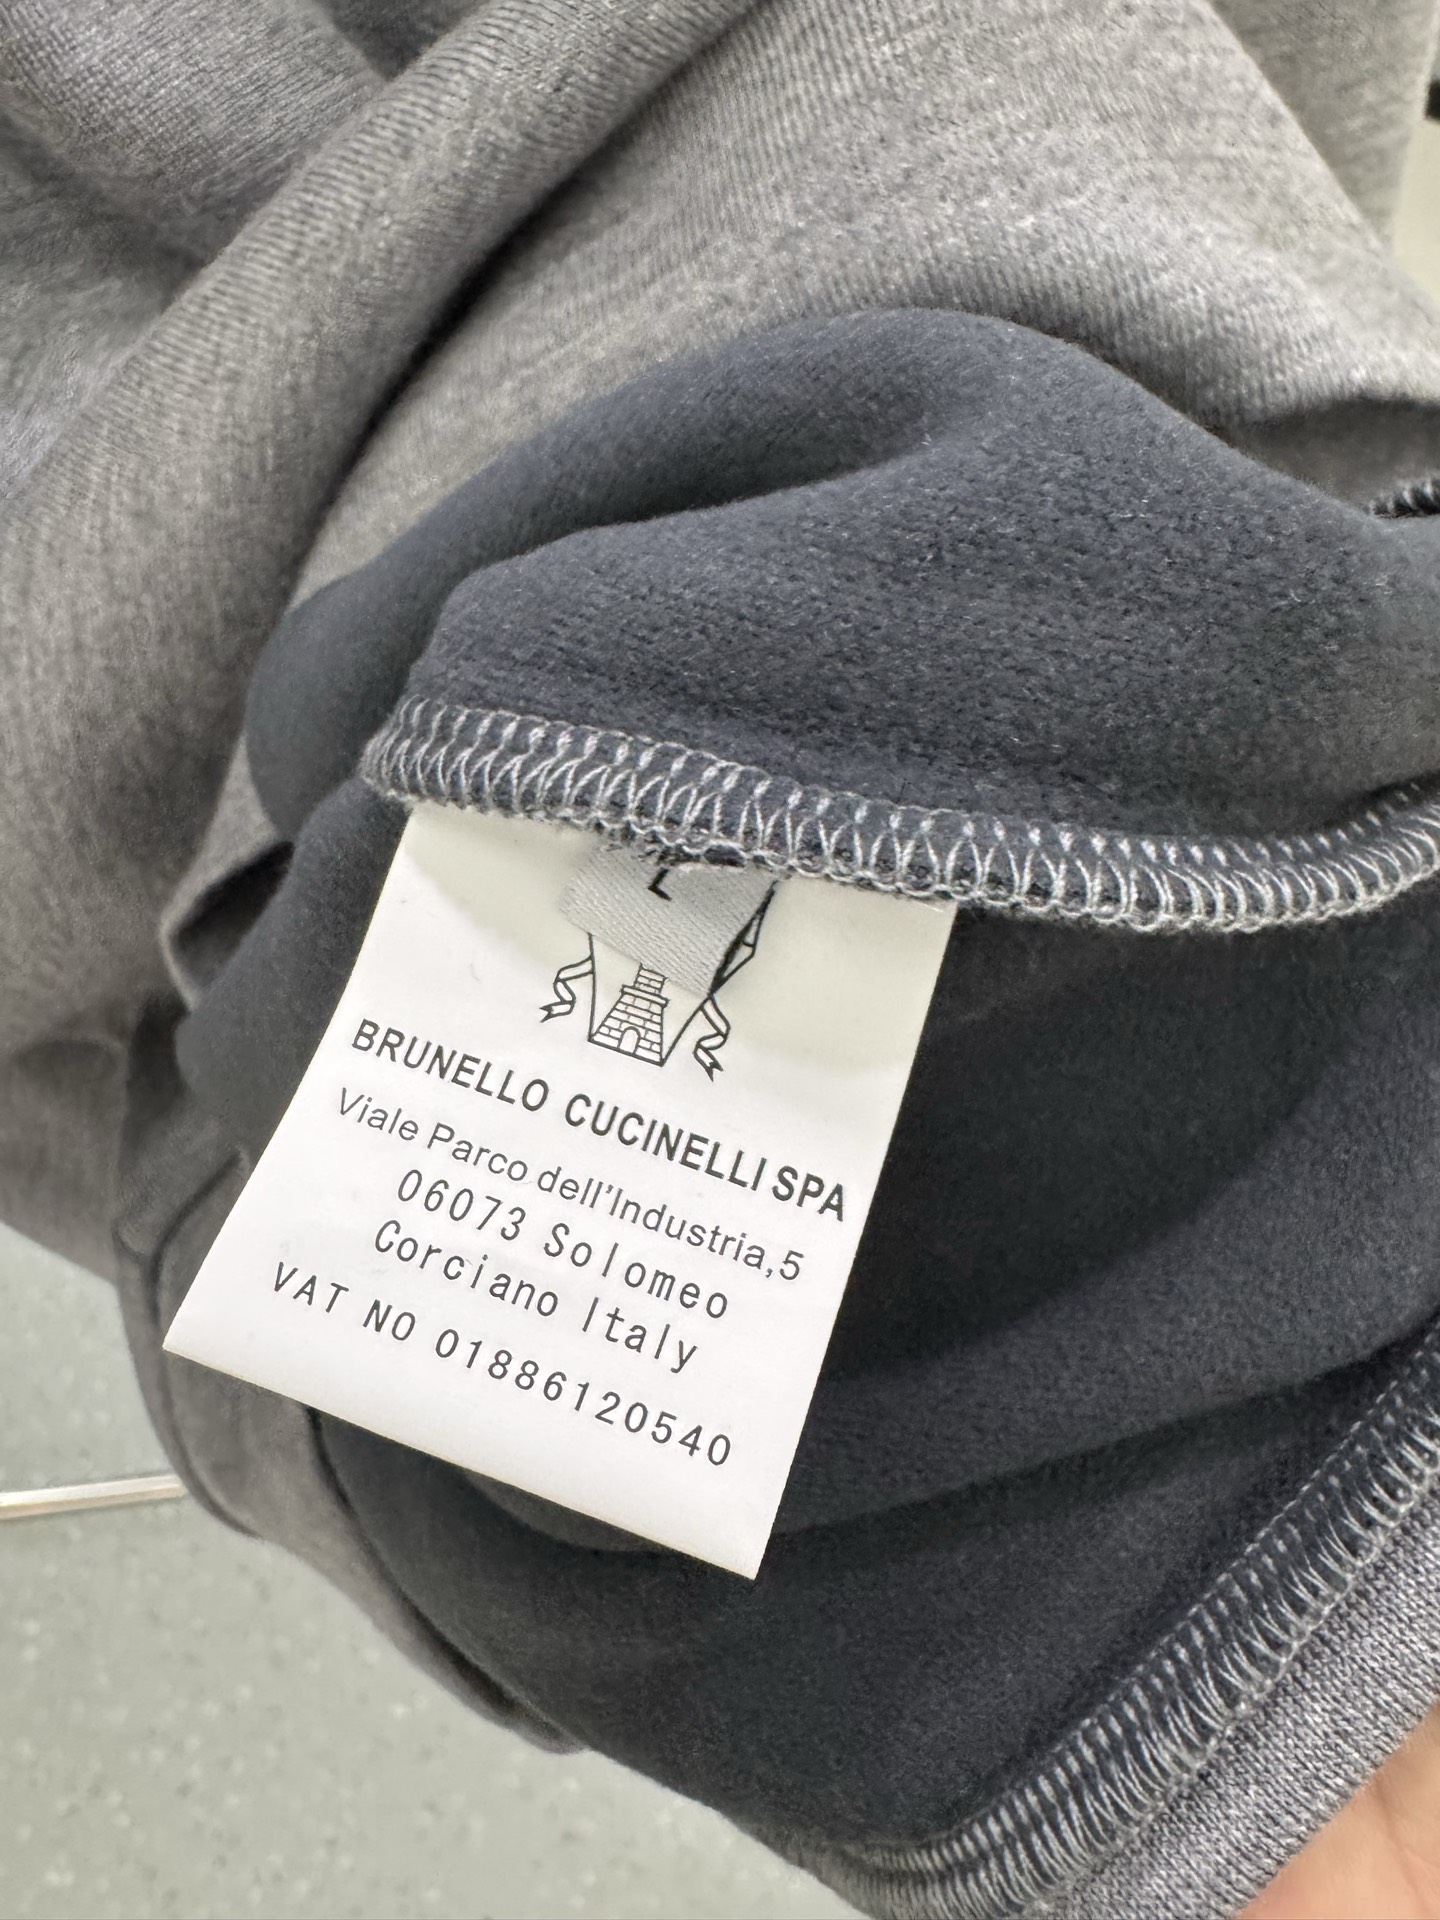 L
BRUNELLO CUCINELLI SPA
Viale Parco dell'Industria,5
06073 Solomeo
Corciano Italy
VAT NO 01886120540